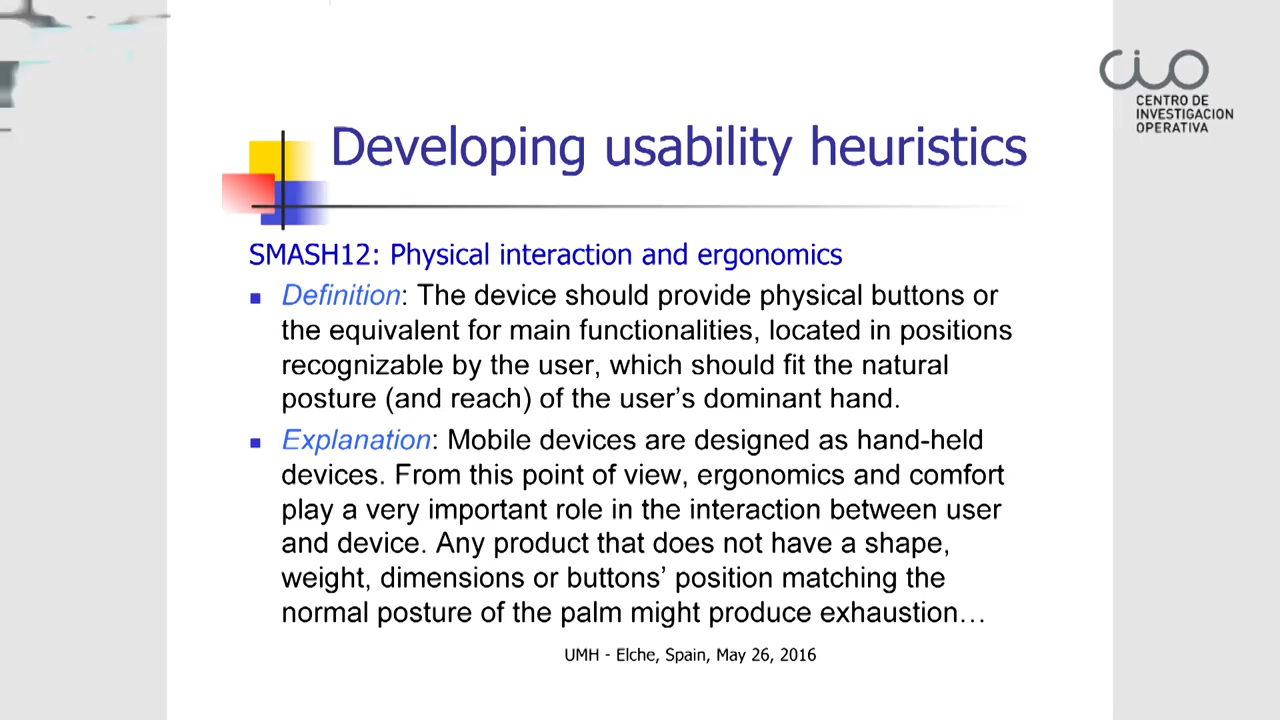 CIO
CENTRO DE
INVESTIGACION
OPERATIVA
Developing usability heuristics
SMASH12: Physical interaction and ergonomics
Definition: The device should provide physical buttons or
the equivalent for main functionalities, located in positions
recognizable by the user, which should fit the natural
posture (and reach) of the user’s dominant hand.
Explanation: Mobile devices are designed as hand-held
devices. From this point of view, ergonomics and comfort
play a very important role in the interaction between user
and device. Any product that does not have a shape,
weight, dimensions or buttons’ position matching the
normal posture of the palm might produce exhaustion…
UMH - Elche, Spain, May 26, 2016